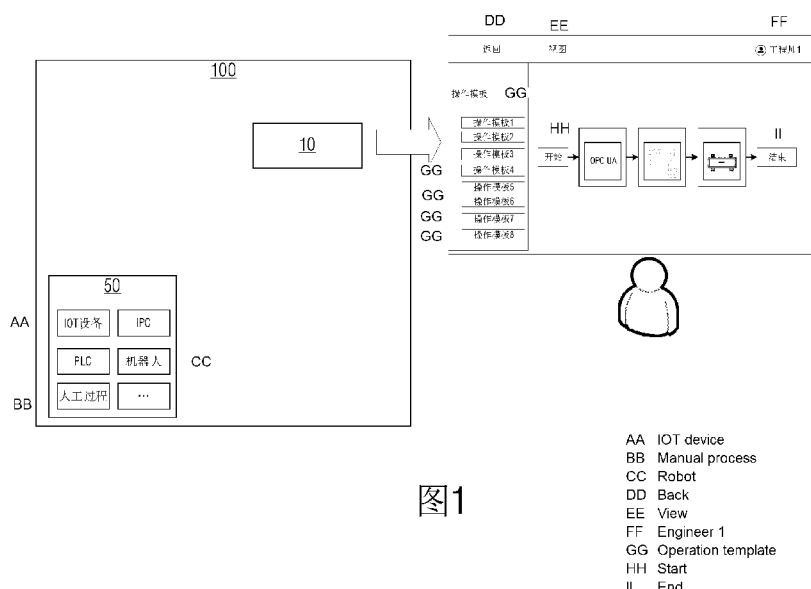 DD
EE
FF
返回
视图
工程师1
100
10
操作模板 GG
操作模板1
操作模板2
操作模板3
操作模板4
操作模板5
操作模板6
操作模板7
操作模板8
GG
GG
GG
GG
HH
开始
OPC UA
II
结束
50
AA
IOT设备
IPC
PLC
机器人
CC
人工过程
...
BB
图1
AA IOT device
BB Manual process
CC Robot
DD Back
EE View
FF Engineer 1
GG Operation template
HH Start
II End